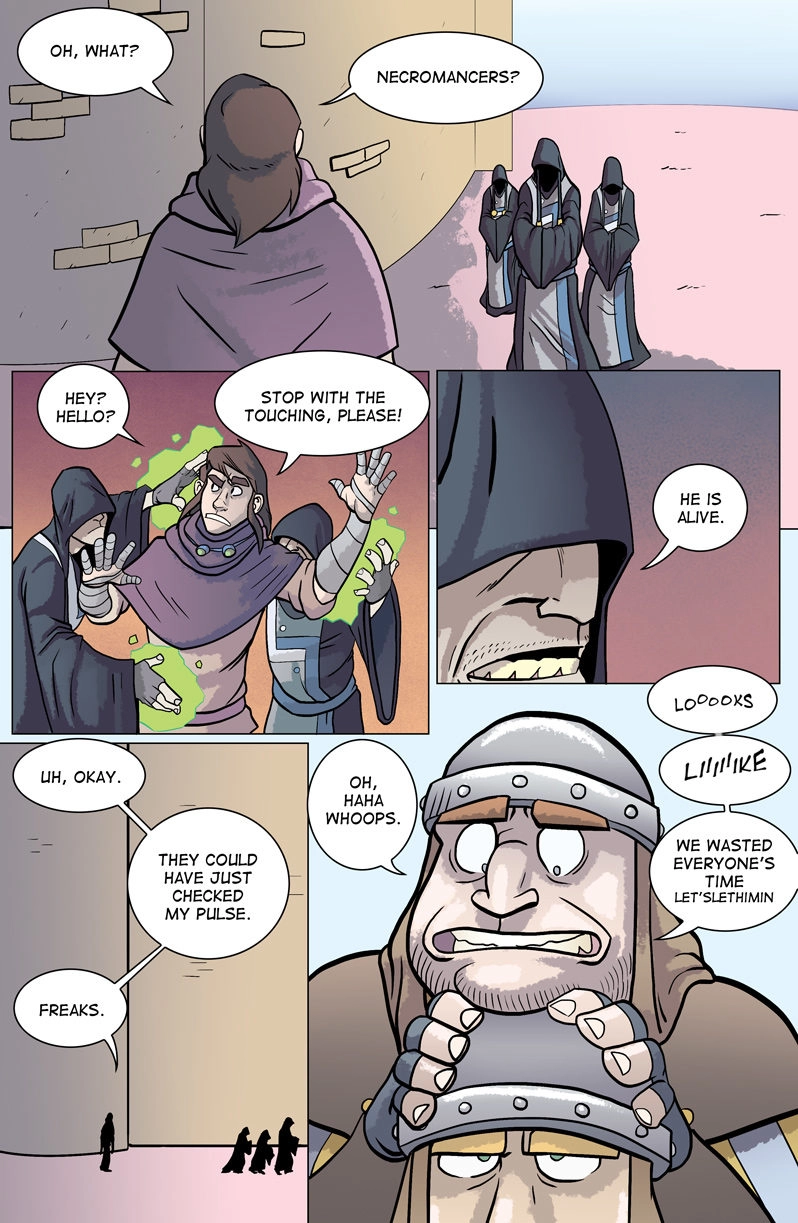 OH, WHAT?
NECROMANCERS?
HEY?
HELLO?
STOP WITH THE
TOUCHING, PLEASE!
HE IS
ALIVE.
UH, OKAY.
THEY COULD
HAVE JUST
CHECKED
MY PULSE.
FREAKS.
OH,
HAHA
WHOOPS.
LOOOOKS
LIIIIIKE
WE WASTED
EVERYONE'S
TIME
LET'SLETHIMIN